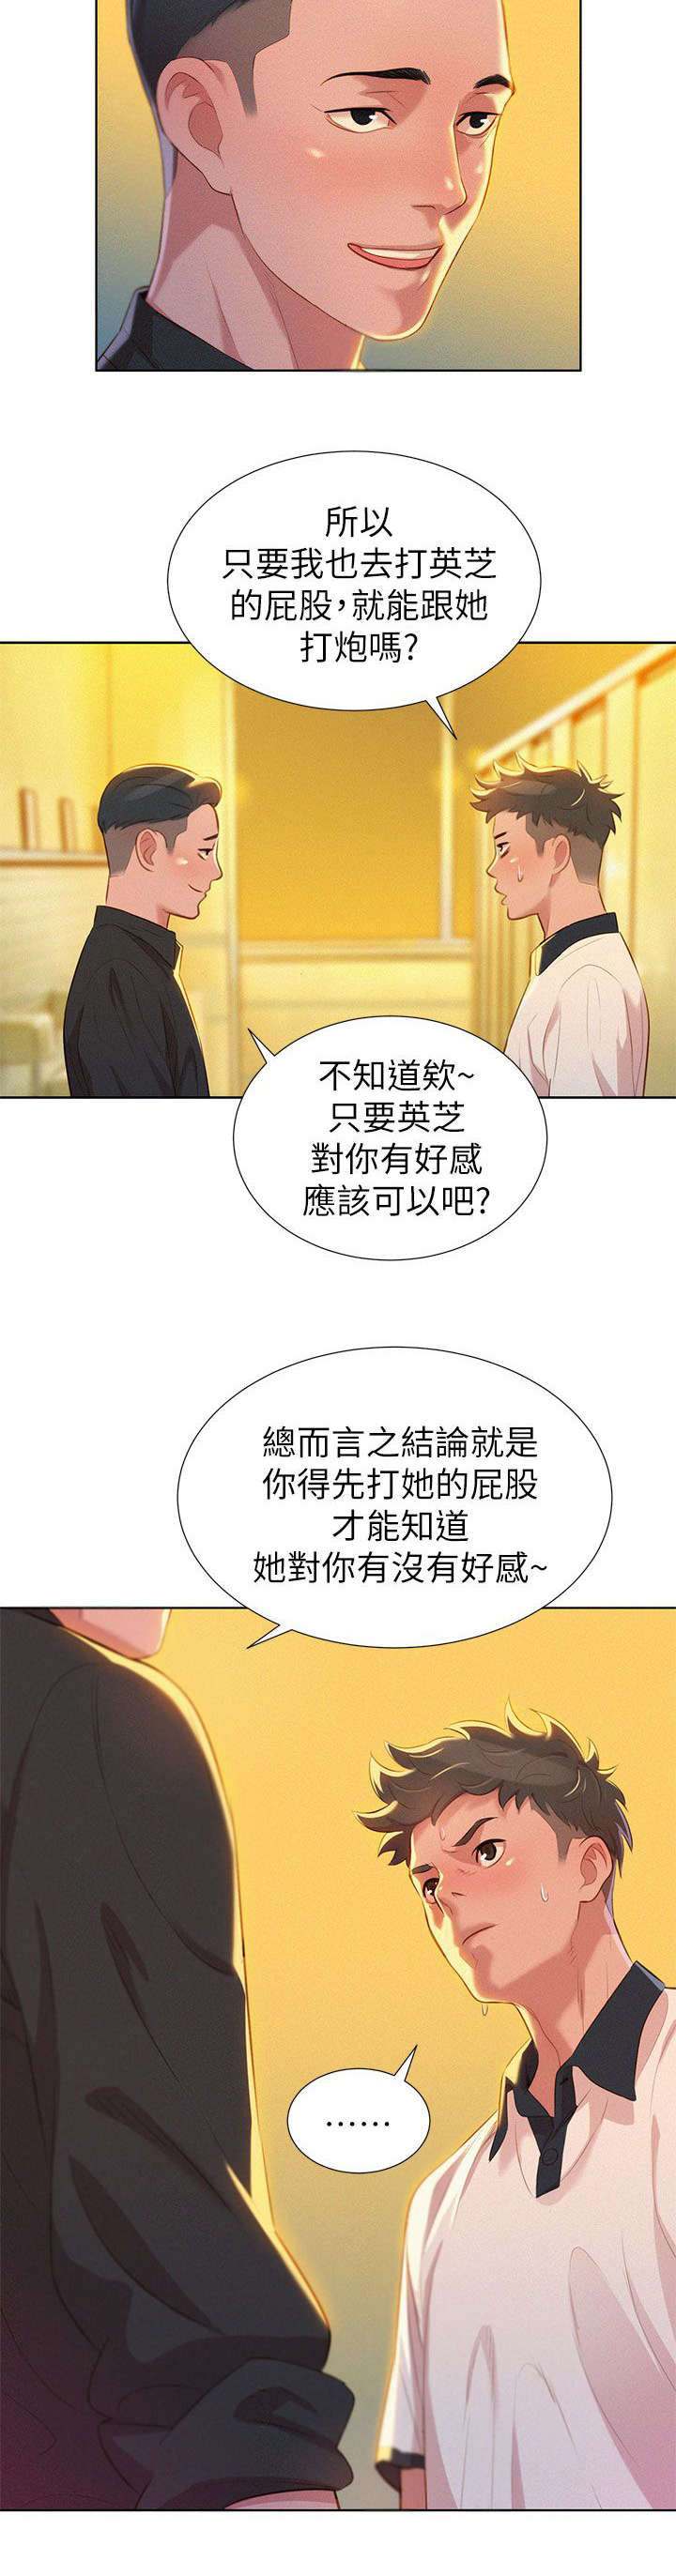 所以
只要我也去打英芝
的屁股，就能跟她
打炮嗎?
不知道欸~
只要英芝
對你有好感
應該可以吧?
總而言之結論就是
你得先打她的屁股
才能知道
她對你有沒有好感~
……